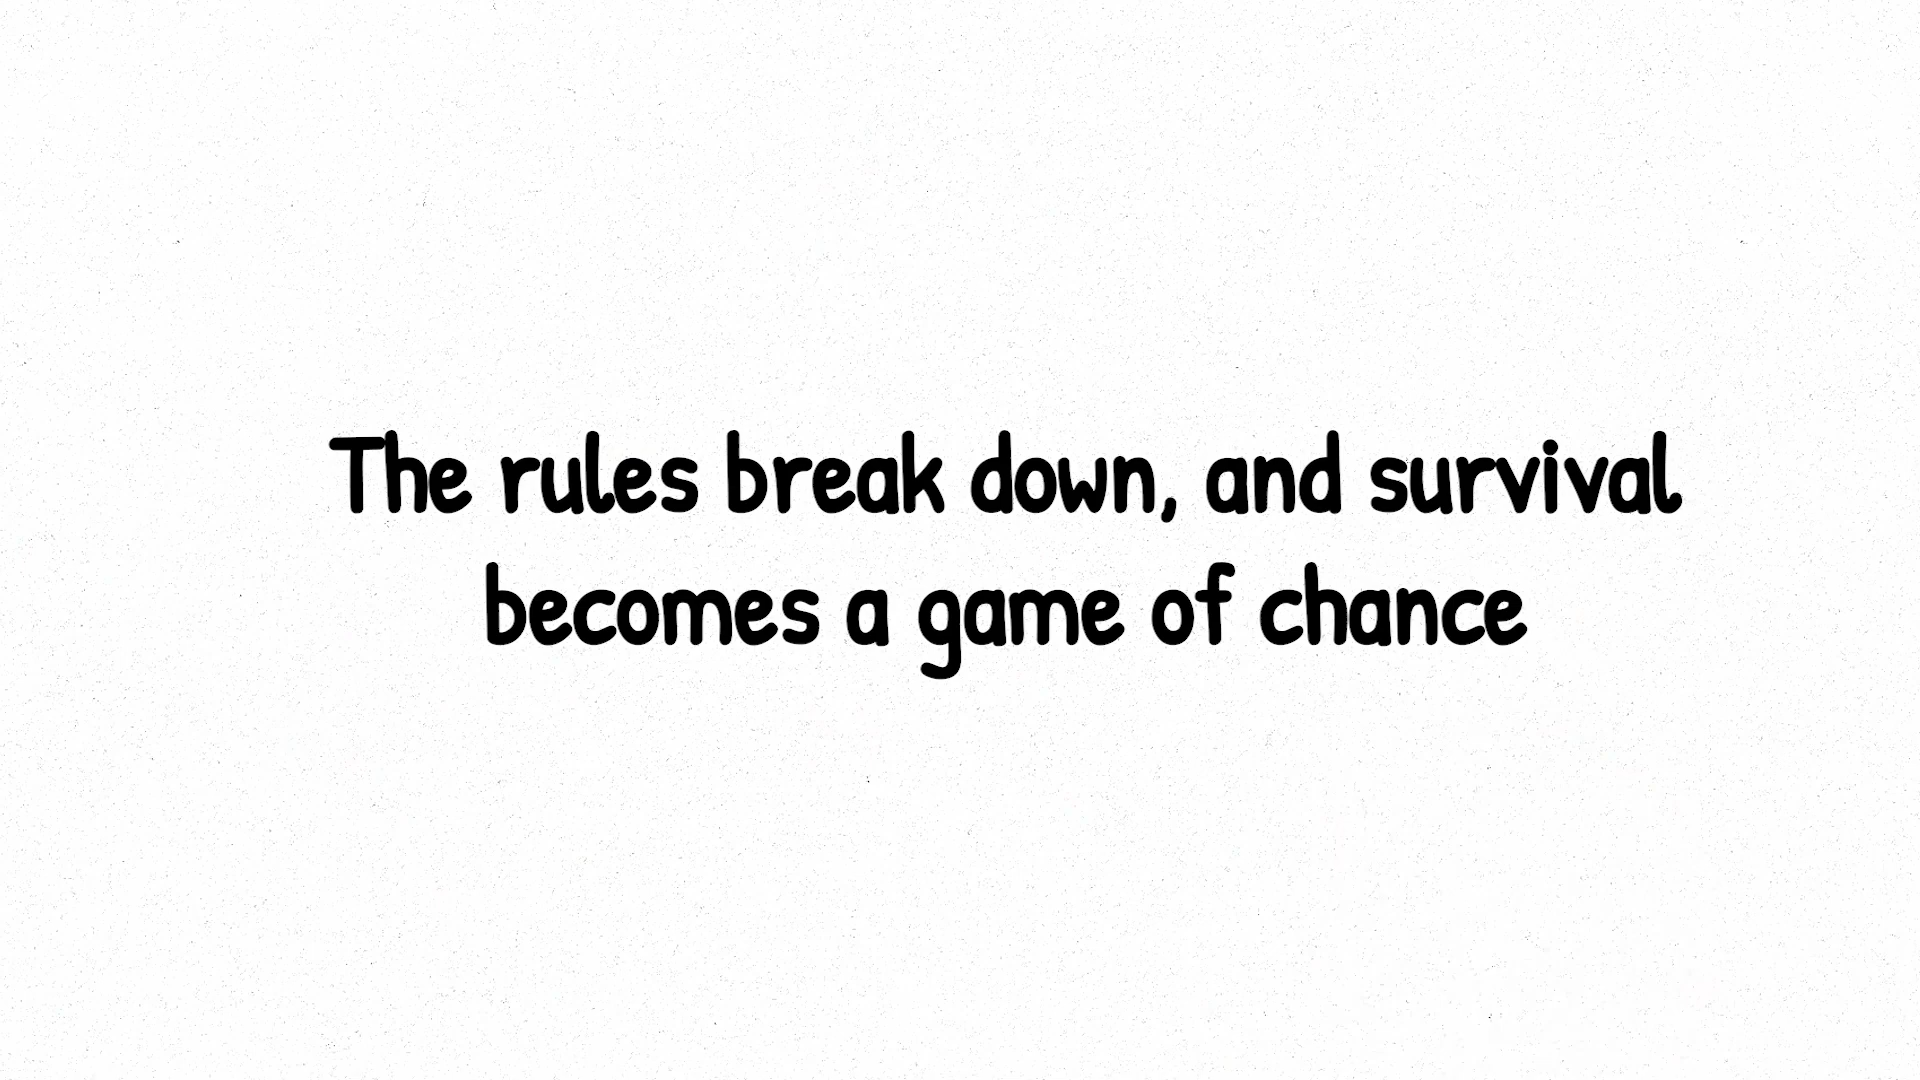 The rules break down, and survival
becomes a game of chance